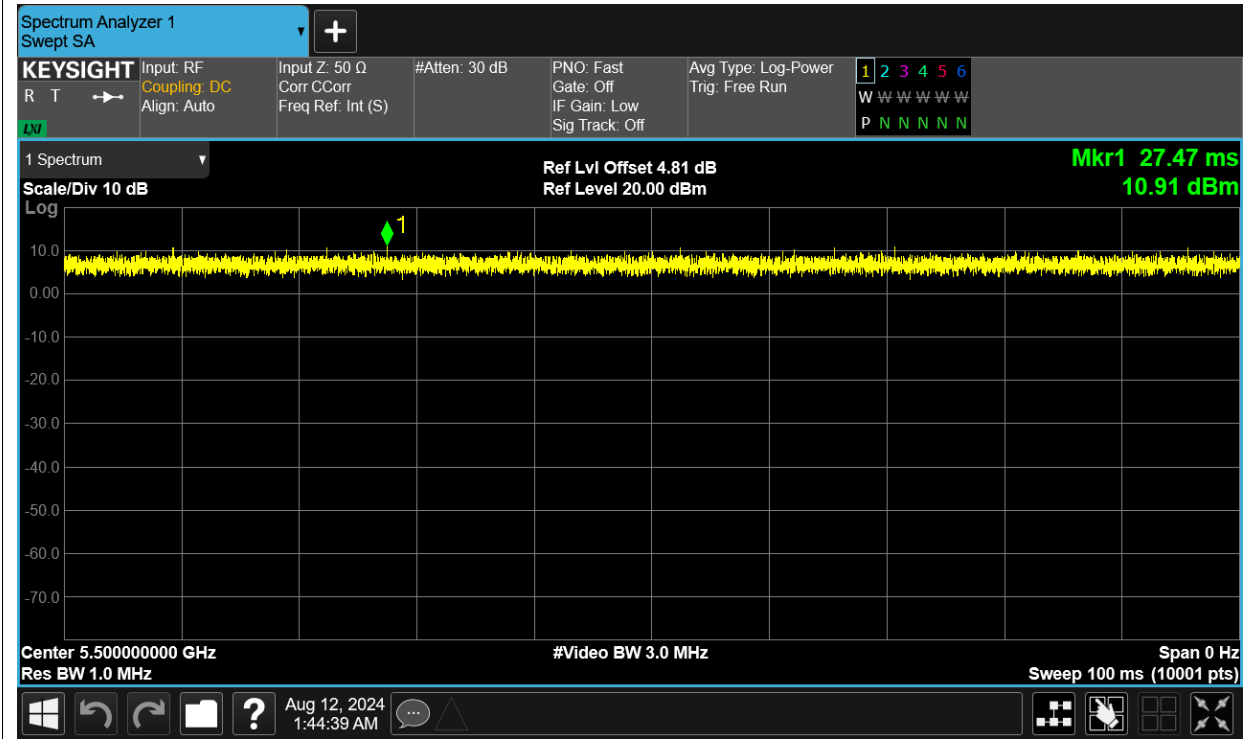 Spectrum Analyzer 1
Swept SA
KEYSIGHT
R T
LXI
Input: RF
Coupling: DC
Align: Auto
Input Z: 50 Ω
Corr CCorr
Freq Ref: Int (S)
#Atten: 30 dB
PNO: Fast
Gate: Off
IF Gain: Low
Sig Track: Off
Avg Type: Log-Power
Trig: Free Run
1 2 3 4 5 6
W W W W W W
P N N N N N
1 Spectrum
Scale/Div 10 dB
Log
Ref Lvl Offset 4.81 dB
Ref Level 20.00 dBm
Mkr1 27.47 ms
10.91 dBm
1
10.0
0.00
-10.0
-20.0
-30.0
-40.0
-50.0
-60.0
-70.0
Center 5.500000000 GHz
Res BW 1.0 MHz
#Video BW 3.0 MHz
Span 0 Hz
Sweep 100 ms (10001 pts)
?
Aug 12, 2024
1:44:39 AM